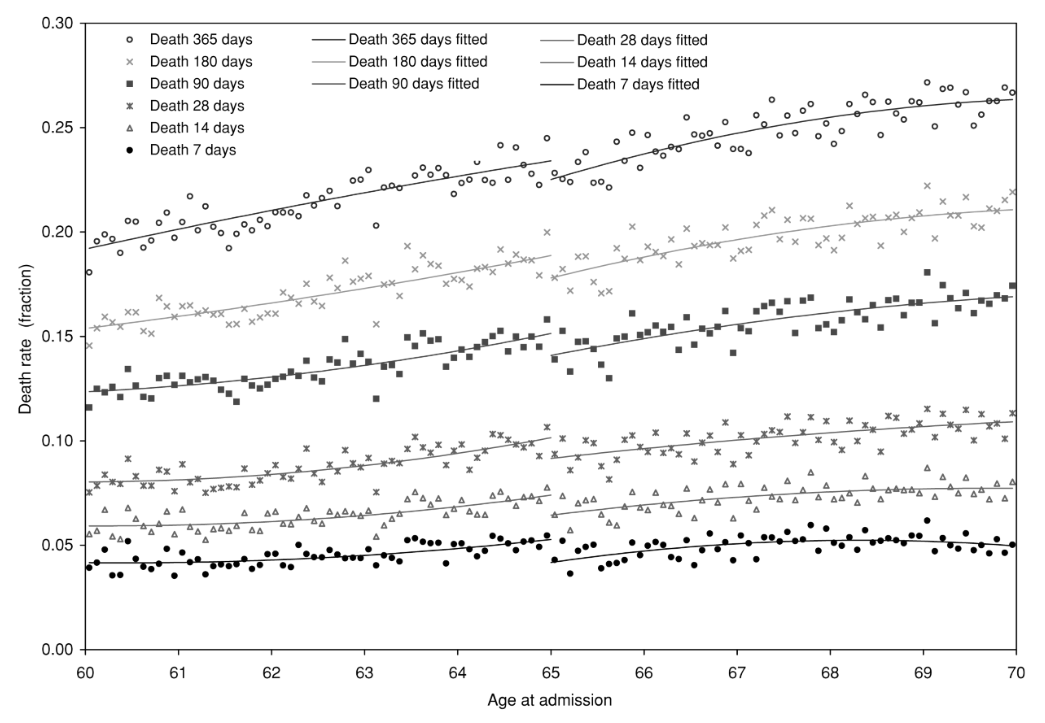 0.30
Death 365 days
Death 365 days fitted
Death 28 days fitted
Death 180 days
Death 180 days fitted
Death 14 days fitted
Death 90 days
Death 90 days fitted
Death 7 days fitted
Death 28 days
Death 14 days
Death 7 days
0.25
0.20
0.15
0.10
0.05
0.00
Death rate (fraction)
60 61 62 63 64 65 66 67 68 69 70
Age at admission